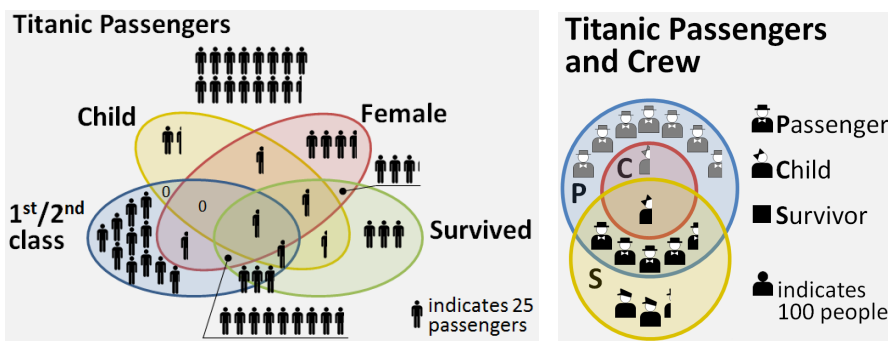 Titanic Passengers
Child
Female
0
0
1st/2nd
class
Survived
indicates 25
passengers
Titanic Passengers
and Crew
C
P
S
Passenger
Child
Survivor
indicates
100 people